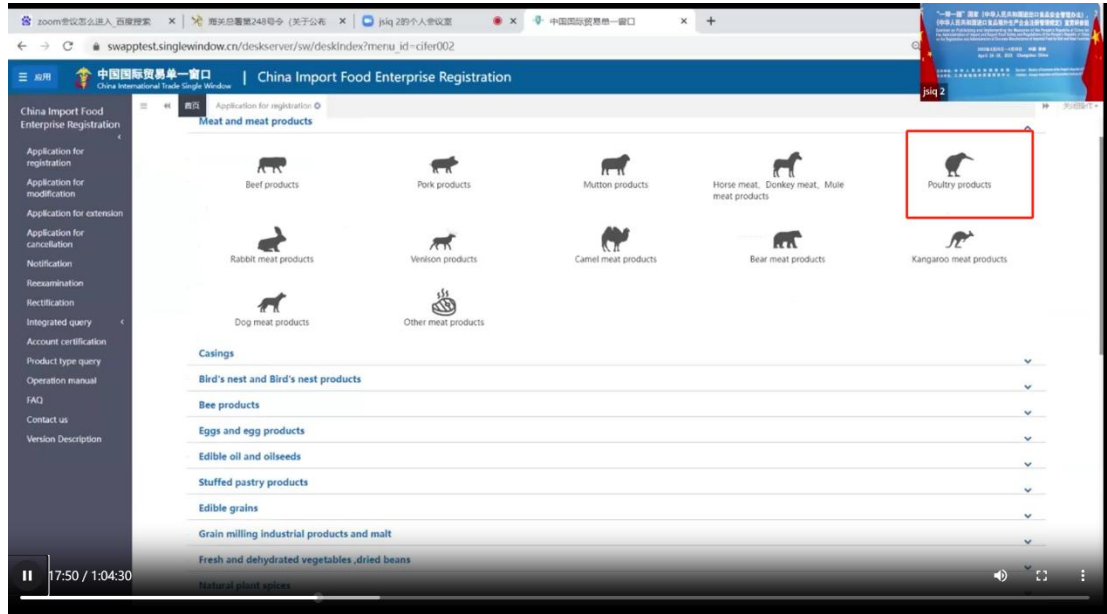 zoom会议怎么进入_百度搜索
海关总署第248号令（关于公布
jsiq 2的个人会议室
中国国际贸易单一窗口
swapptest.singlewindow.cn/deskserver/sw/deskIndex?menu_id=cifer002
应用
中国国际贸易单一窗口
China International Trade Single Window
China Import Food Enterprise Registration
jsiq 2
China Import Food
Enterprise Registration
Application for
registration
Application for
modification
Application for extension
Application for
cancellation
Notification
Reexamination
Rectification
Integrated query
Account certification
Product type query
Operation manual
FAQ
Contact us
Version Description
首页
Application for registration
关闭操作
Meat and meat products
Beef products
Pork products
Mutton products
Horse meat, Donkey meat, Mule
meat products
Poultry products
Rabbit meat products
Venison products
Camel meat products
Bear meat products
Kangaroo meat products
Dog meat products
Other meat products
Casings
Bird's nest and Bird's nest products
Bee products
Eggs and egg products
Edible oil and oilseeds
Stuffed pastry products
Edible grains
Grain milling industrial products and malt
Fresh and dehydrated vegetables ,dried beans
Natural plant spices
17:50 / 1:04:30